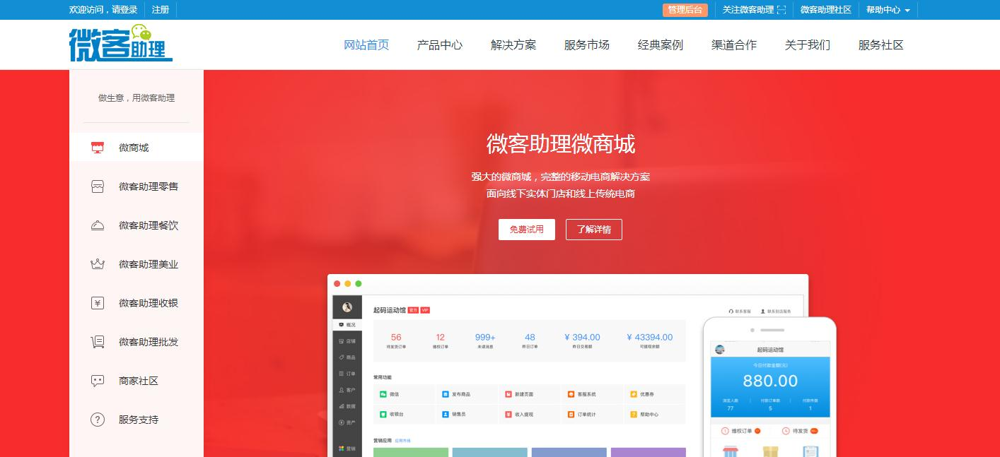 欢迎访问，请登录 注册 管理后台 关注微客助理 微客助理社区 帮助中心
微客助理
网站首页 产品中心 解决方案 服务市场 经典案例 渠道合作 关于我们 服务社区
做生意，用微客助理
微商城
微客助理零售
微客助理餐饮
微客助理美业
微客助理收银
微客助理批发
商家社区
服务支持
微客助理微商城
强大的微商城，完整的移动电商解决方案
面向线下实体门店和线上传统电商
免费试用 了解详情
概况
店铺
商品
订单
客户
数据
资产
营销
起码运动馆 官方 VIP 联系客服 联系到店服务
56 12 999+ 48 ¥ 394.00 ¥ 43394.00
待发货订单 维权订单 未读消息 昨日订单 昨日交易额 可提现余额
常用功能
微信 发布商品 新建页面 客服系统 优惠券
收银台 销售员 收入提现 订单统计 帮助中心
营销应用 应用市场
起码运动馆
今日付款金额(元)
880.00
浏览人数 付款订单数 付款件数
77 5 1
维权订单 待发货